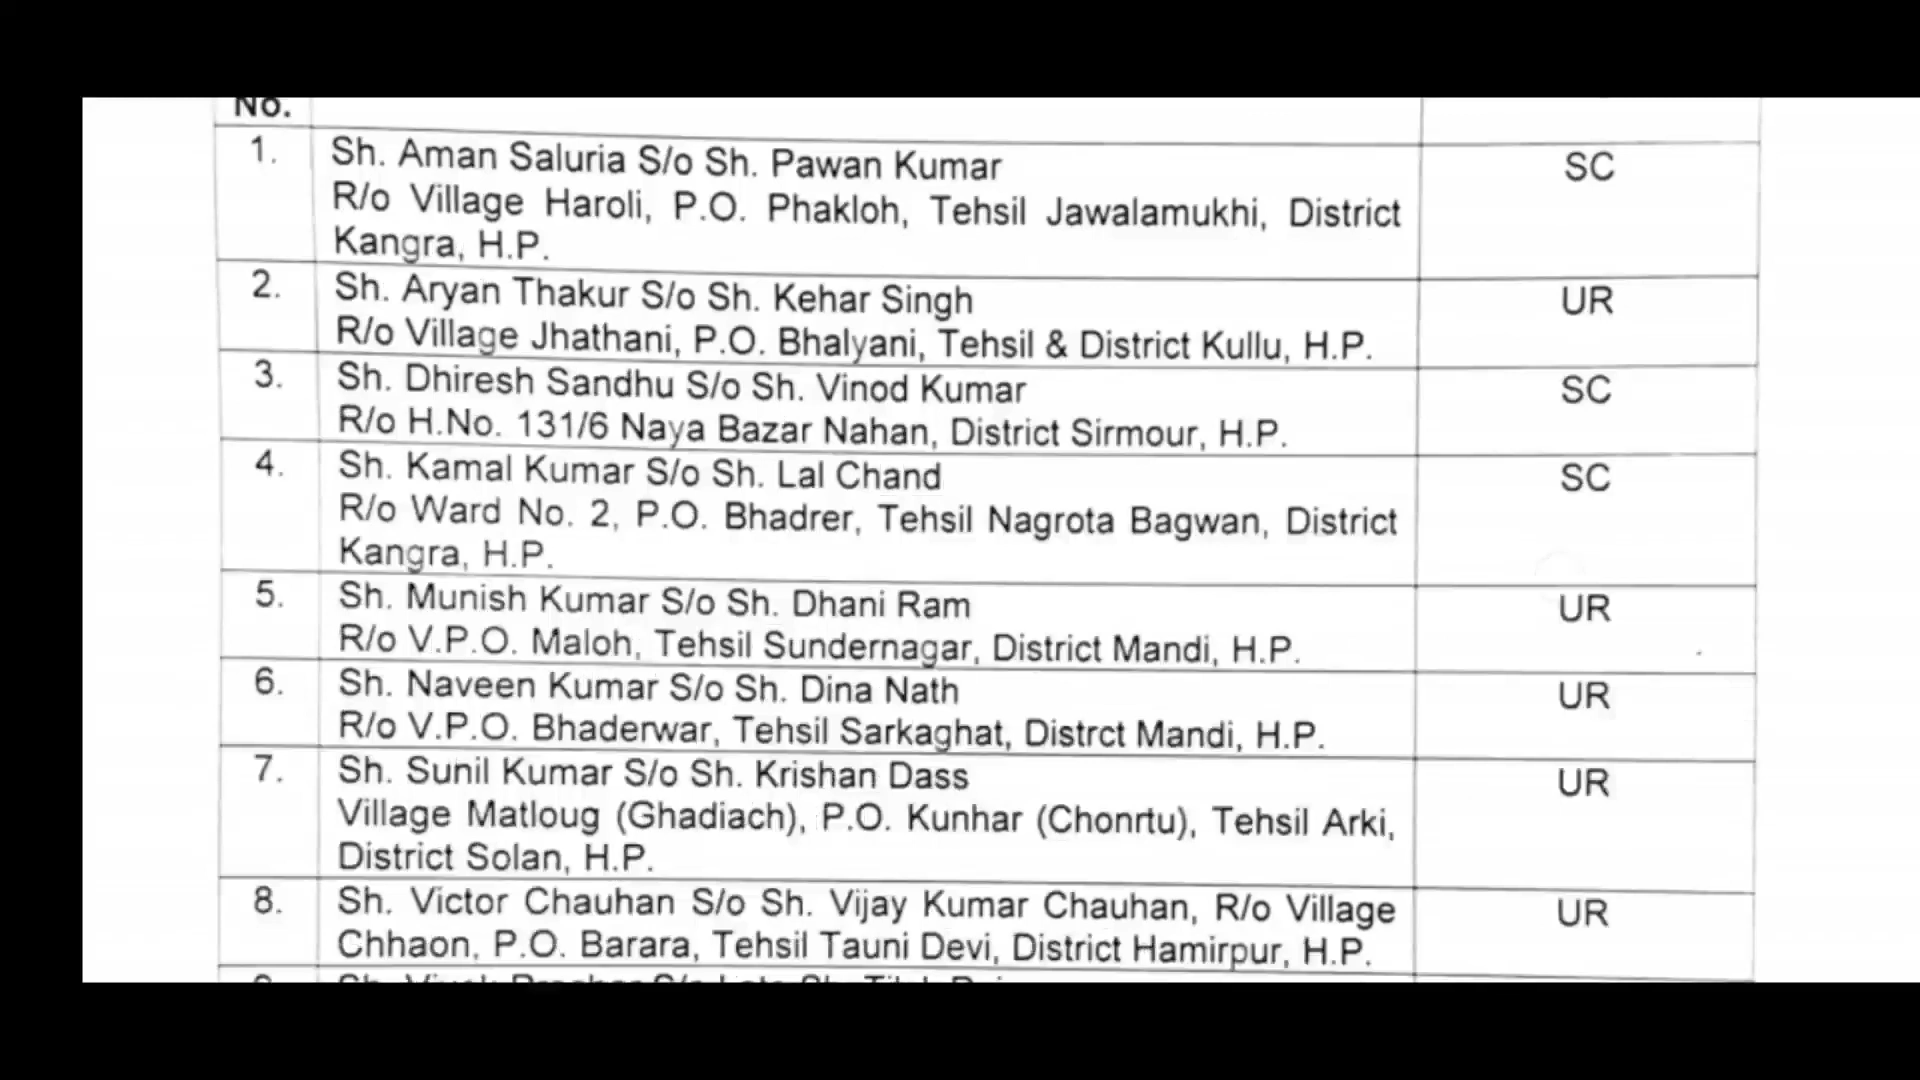 No.
1. Sh. Aman Saluria S/o Sh. Pawan Kumar SC
R/o Village Haroli, P.O. Phakloh, Tehsil Jawalamukhi, District
Kangra, H.P.
2. Sh. Aryan Thakur S/o Sh. Kehar Singh UR
R/o Village Jhathani, P.O. Bhalyani, Tehsil & District Kullu, H.P.
3. Sh. Dhiresh Sandhu S/o Sh. Vinod Kumar SC
R/o H.No. 131/6 Naya Bazar Nahan, District Sirmour, H.P.
4. Sh. Kamal Kumar S/o Sh. Lal Chand SC
R/o Ward No. 2, P.O. Bhadrer, Tehsil Nagrota Bagwan, District
Kangra, H.P.
5. Sh. Munish Kumar S/o Sh. Dhani Ram UR
R/o V.P.O. Maloh, Tehsil Sundernagar, District Mandi, H.P.
6. Sh. Naveen Kumar S/o Sh. Dina Nath UR
R/o V.P.O. Bhaderwar, Tehsil Sarkaghat, Distrct Mandi, H.P.
7. Sh. Sunil Kumar S/o Sh. Krishan Dass UR
Village Matloug (Ghadiach), P.O. Kunhar (Chonrtu), Tehsil Arki,
District Solan, H.P.
8. Sh. Victor Chauhan S/o Sh. Vijay Kumar Chauhan, R/o Village UR
Chhaon, P.O. Barara, Tehsil Tauni Devi, District Hamirpur, H.P.